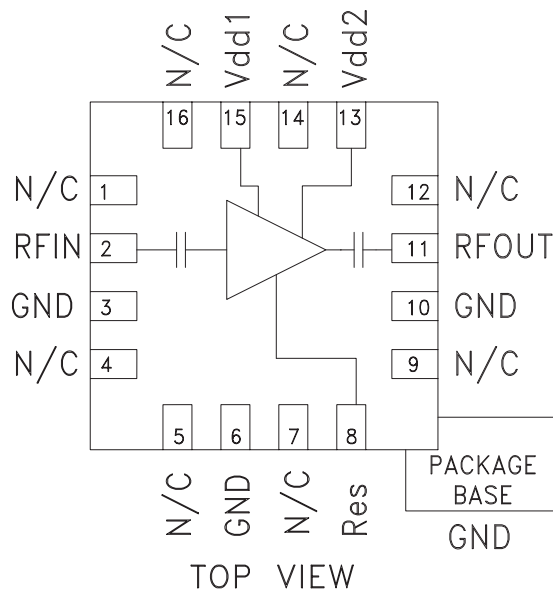 N/C
Vdd1
N/C
Vdd2
16
15
14
13
N/C 1
12 N/C
RFIN 2
11 RFOUT
GND 3
10 GND
N/C 4
9 N/C
5
6
7
8
N/C
GND
N/C
Res
PACKAGE
BASE
GND
TOP VIEW